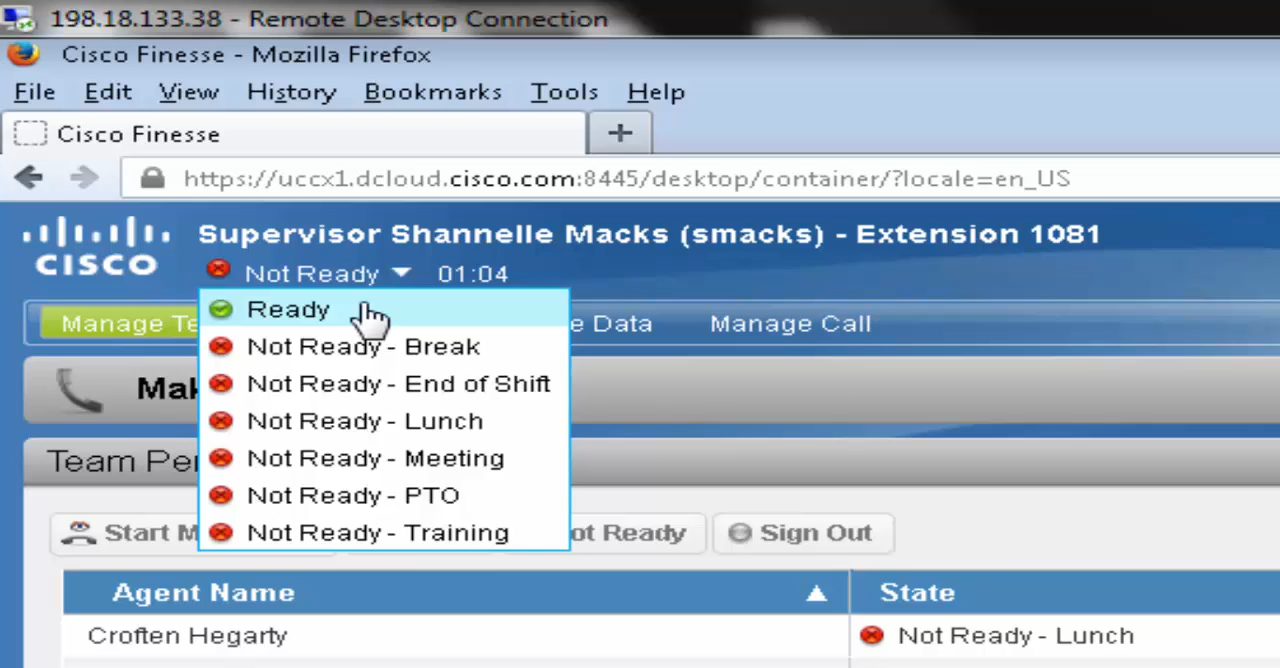 198.18.133.38 - Remote Desktop Connection
Cisco Finesse - Mozilla Firefox
File Edit View History Bookmarks Tools Help
Cisco Finesse +
https://uccx1.dcloud.cisco.com:8445/desktop/container/?locale=en_US
CISCO
Supervisor Shannelle Macks (smacks) - Extension 1081
Not Ready 01:04
Ready
Manage Data Manage Call
Not Ready - Break
Not Ready - End of Shift
Not Ready - Lunch
Not Ready - Meeting
Team
Not Ready - PTO
Not Ready - Training
Start Ready Sign Out
Agent Name State
Croften Hegarty Not Ready - Lunch